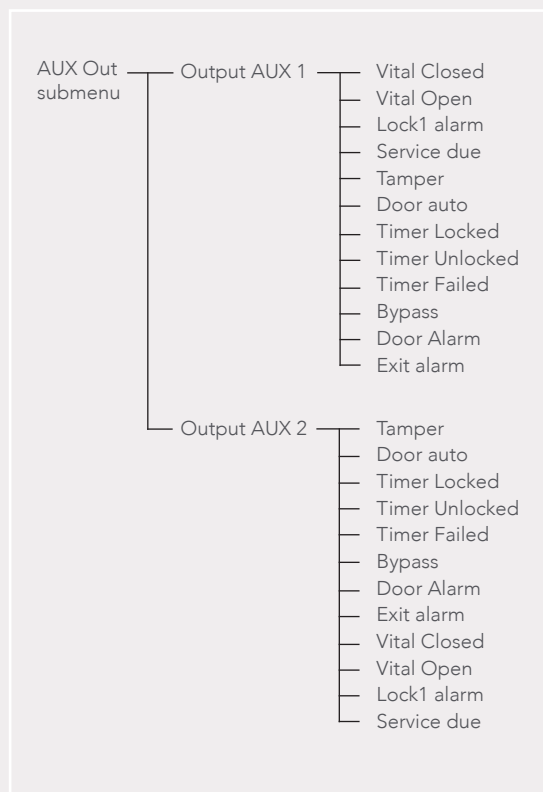 AUX Out
submenu
Output AUX 1
Vital Closed
Vital Open
Lock1 alarm
Service due
Tamper
Door auto
Timer Locked
Timer Unlocked
Timer Failed
Bypass
Door Alarm
Exit alarm
Output AUX 2
Tamper
Door auto
Timer Locked
Timer Unlocked
Timer Failed
Bypass
Door Alarm
Exit alarm
Vital Closed
Vital Open
Lock1 alarm
Service due